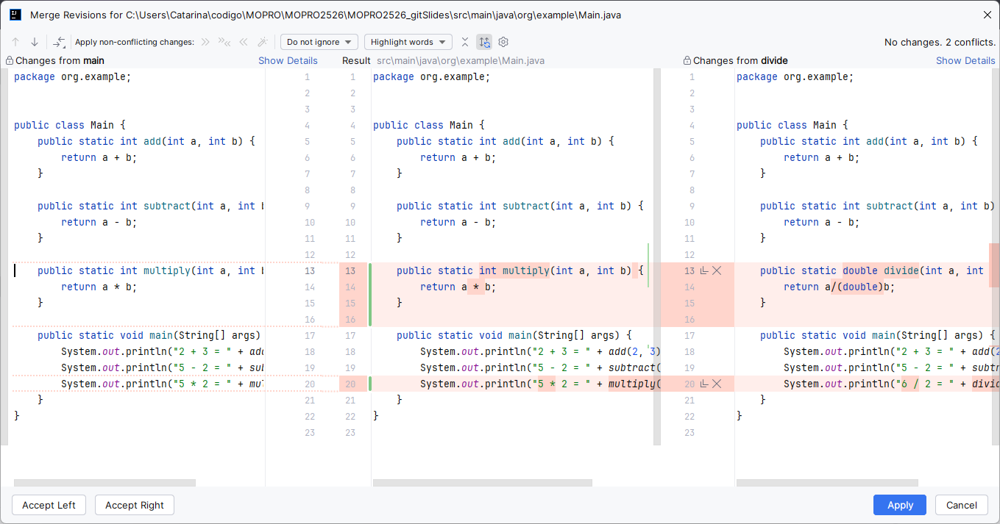 Merge Revisions for C:\Users\Catarina\codigo\MOPRO\MOPRO2526\MOPRO2526_gitSlides\src\main\java\org\example\Main.java
Apply non-conflicting changes:
Do not ignore
Highlight words
No changes. 2 conflicts.
Changes from main
Show Details
Result src\main\java\org\example\Main.java
Changes from divide
Show Details
package org.example; 1
2
3
public class Main { 4
public static int add(int a, int b) { 5
return a + b; 6
} 7
8
public static int subtract(int a, int b 9
return a - b; 10
} 11
12
public static int multiply(int a, int b 13
return a * b; 14
} 15
16
public static void main(String[] args) 17
System.out.println("2 + 3 = " + add 18
System.out.println("5 - 2 = " + sub 19
System.out.println("5 * 2 = " + mul 20
} 21
} 22
23
1 package org.example;
2
3
4 public class Main {
5 public static int add(int a, int b) {
6 return a + b;
7 }
8
9 public static int subtract(int a, int b) {
10 return a - b;
11 }
12
13 public static int multiply(int a, int b) {
14 return a * b;
15 }
16
17 public static void main(String[] args) {
18 System.out.println("2 + 3 = " + add(2, 3)
19 System.out.println("5 - 2 = " + subtract(
20 System.out.println("5 * 2 = " + multiply(
21 }
22 }
23
1 package org.example;
2
3
4 public class Main {
5 public static int add(int a, int b) {
6 return a + b;
7 }
8
9 public static int subtract(int a, int b)
10 return a - b;
11 }
12
13 public static double divide(int a, int
14 return a/(double)b;
15 }
16
17 public static void main(String[] args) {
18 System.out.println("2 + 3 = " + add(2
19 System.out.println("5 - 2 = " + subtr
20 System.out.println("6 / 2 = " + divid
21 }
22 }
23
Accept Left
Accept Right
Apply
Cancel